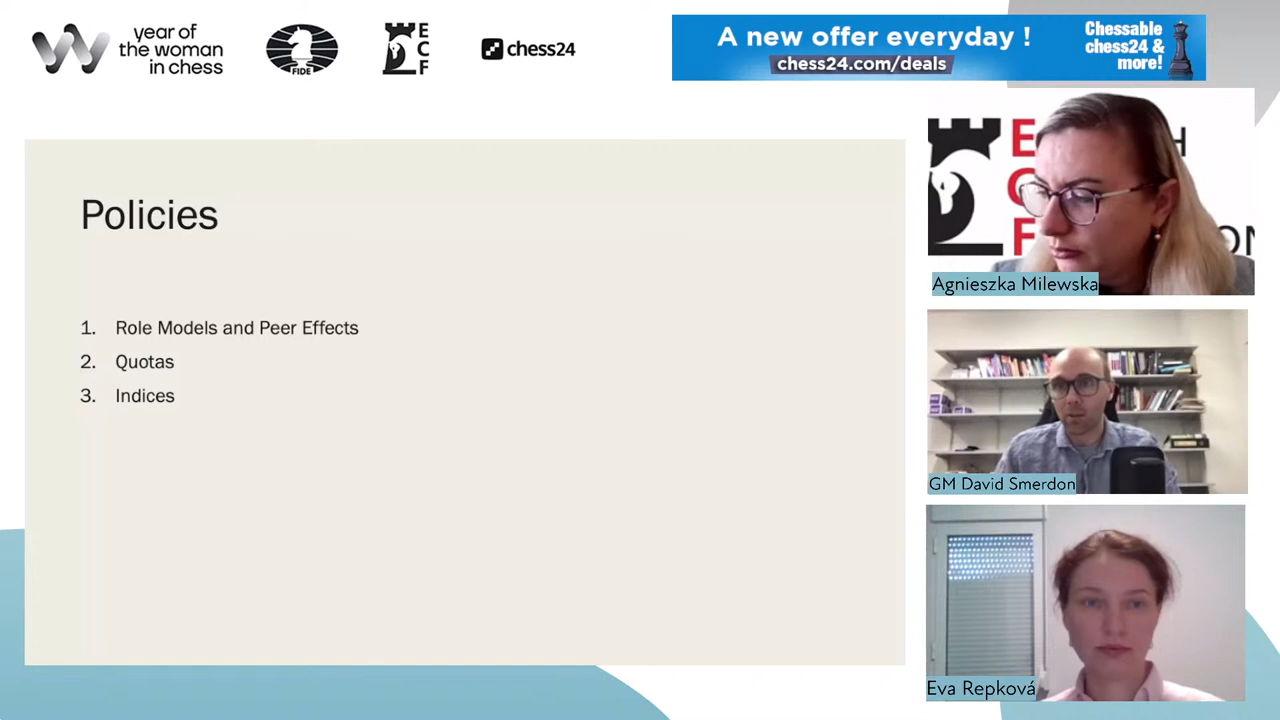 year of
the woman
in chess
FIDE
E
C
F
chess24
A new offer everyday !
chess24.com/deals
Chessable
chess24 &
more!
Policies
1. Role Models and Peer Effects
2. Quotas
3. Indices
Agnieszka Milewska
GM David Smerdon
Eva Repková